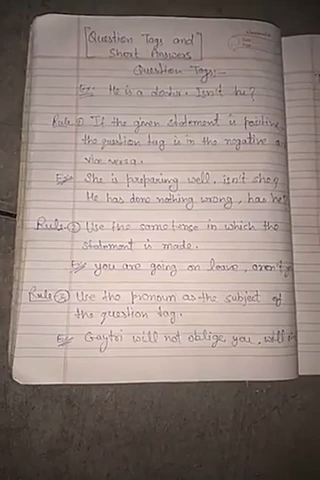 [Question Tags and
Short Answers]
Question Tags:-
Ex: He is a doctor. Isn't he?
Rule ① If the given statement is positive
the question tag is in the negative
vice versa.
Ex She is preparing well, isn't she?
He has done nothing wrong, has he?
Rule ② Use the same tense in which the
statement is made.
Ex you are going on leave, aren't
Rule ③ Use the pronoun as the subject of
the question tag.
Ex Gaytri will not oblige you, will